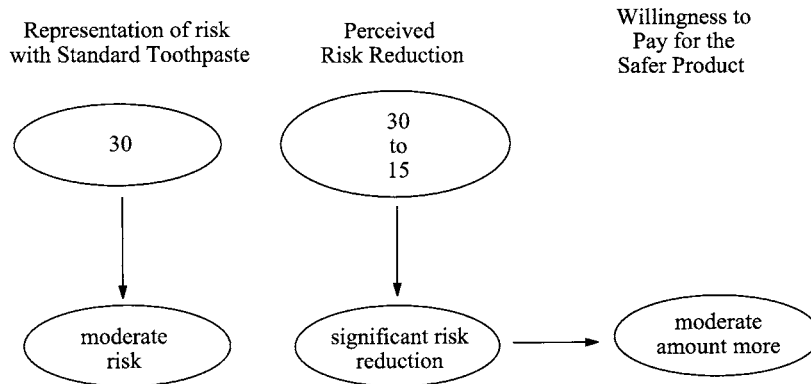 Representation of risk
with Standard Toothpaste
Perceived
Risk Reduction
Willingness to
Pay for the
Safer Product
30
30
to
15
moderate
risk
significant risk
reduction
moderate
amount more